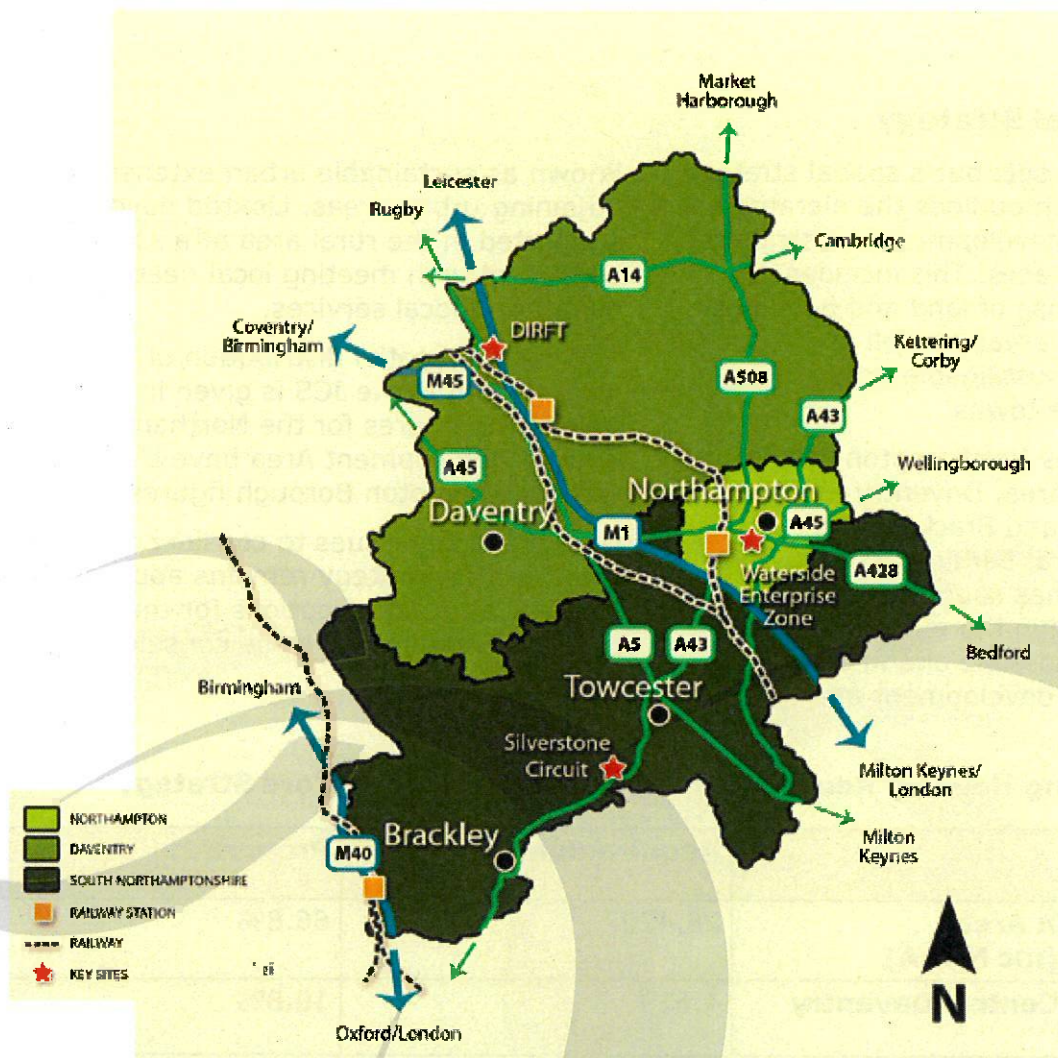 Market
Harborough
Leicester
Rugby
Cambridge
A14
Coventry/
Birmingham
DIRFT
Kettering/
Corby
M45
A508
A43
A45
Wellingborough
Northampton
Daventry
A45
M1
Waterside
Enterprise
Zone
A428
Bedford
A5
A43
Towcester
Birmingham
Silverstone
Circuit
Milton Keynes/
London
Milton
Keynes
Brackley
M40
NORTHAMPTON
DAVENTRY
SOUTH NORTHAMPTONSHIRE
RAILWAY STATION
RAILWAY
KEY SITES
N
Oxford/London